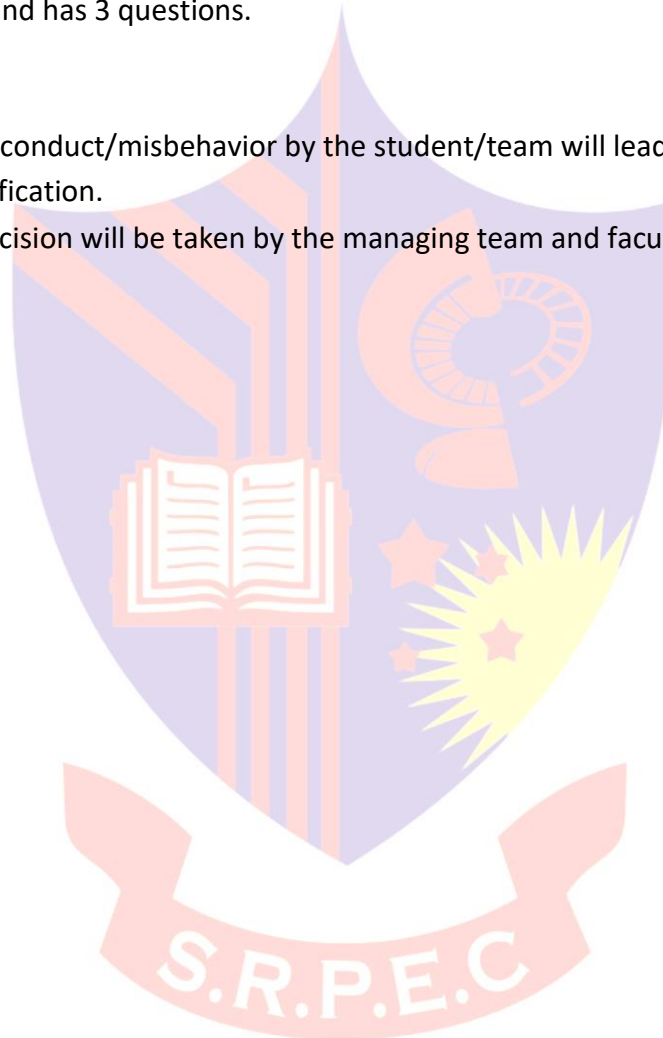 nd has 3 questions.
conduct/misbehavior by the student/team will lead
ification.
cision will be taken by the managing team and facu
S.R.P.E.C